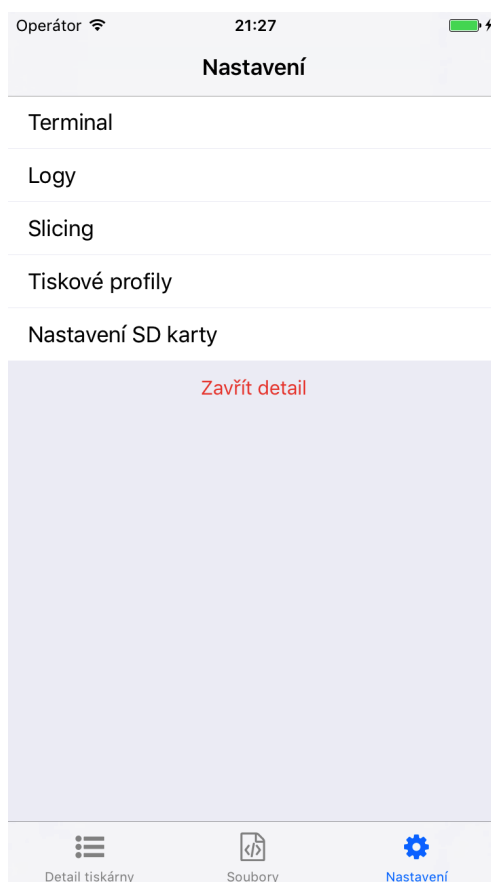 Operátor 21:27
Nastavení
Terminal
Logy
Slicing
Tiskové profily
Nastavení SD karty
Zavřít detail
Detail tiskárny Soubory Nastavení